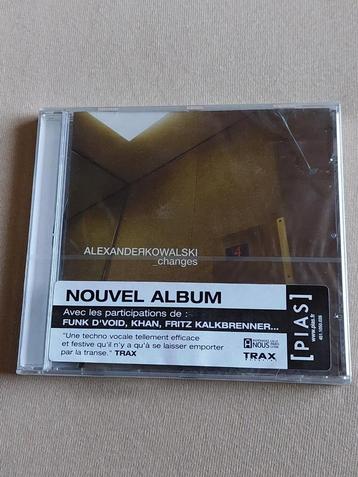 ALEXANDERKOWALSKI
_changes
4
NOUVEL ALBUM
Avec les participations de :
FUNK D'VOID, KHAN, FRITZ KALKBRENNER...
"Une techno vocale tellement efficace
et festive qu'il n'y a qu'à se laisser emporter
par la transe." TRAX
NOUS
TRAX
[PIAS]
www.pias.fr